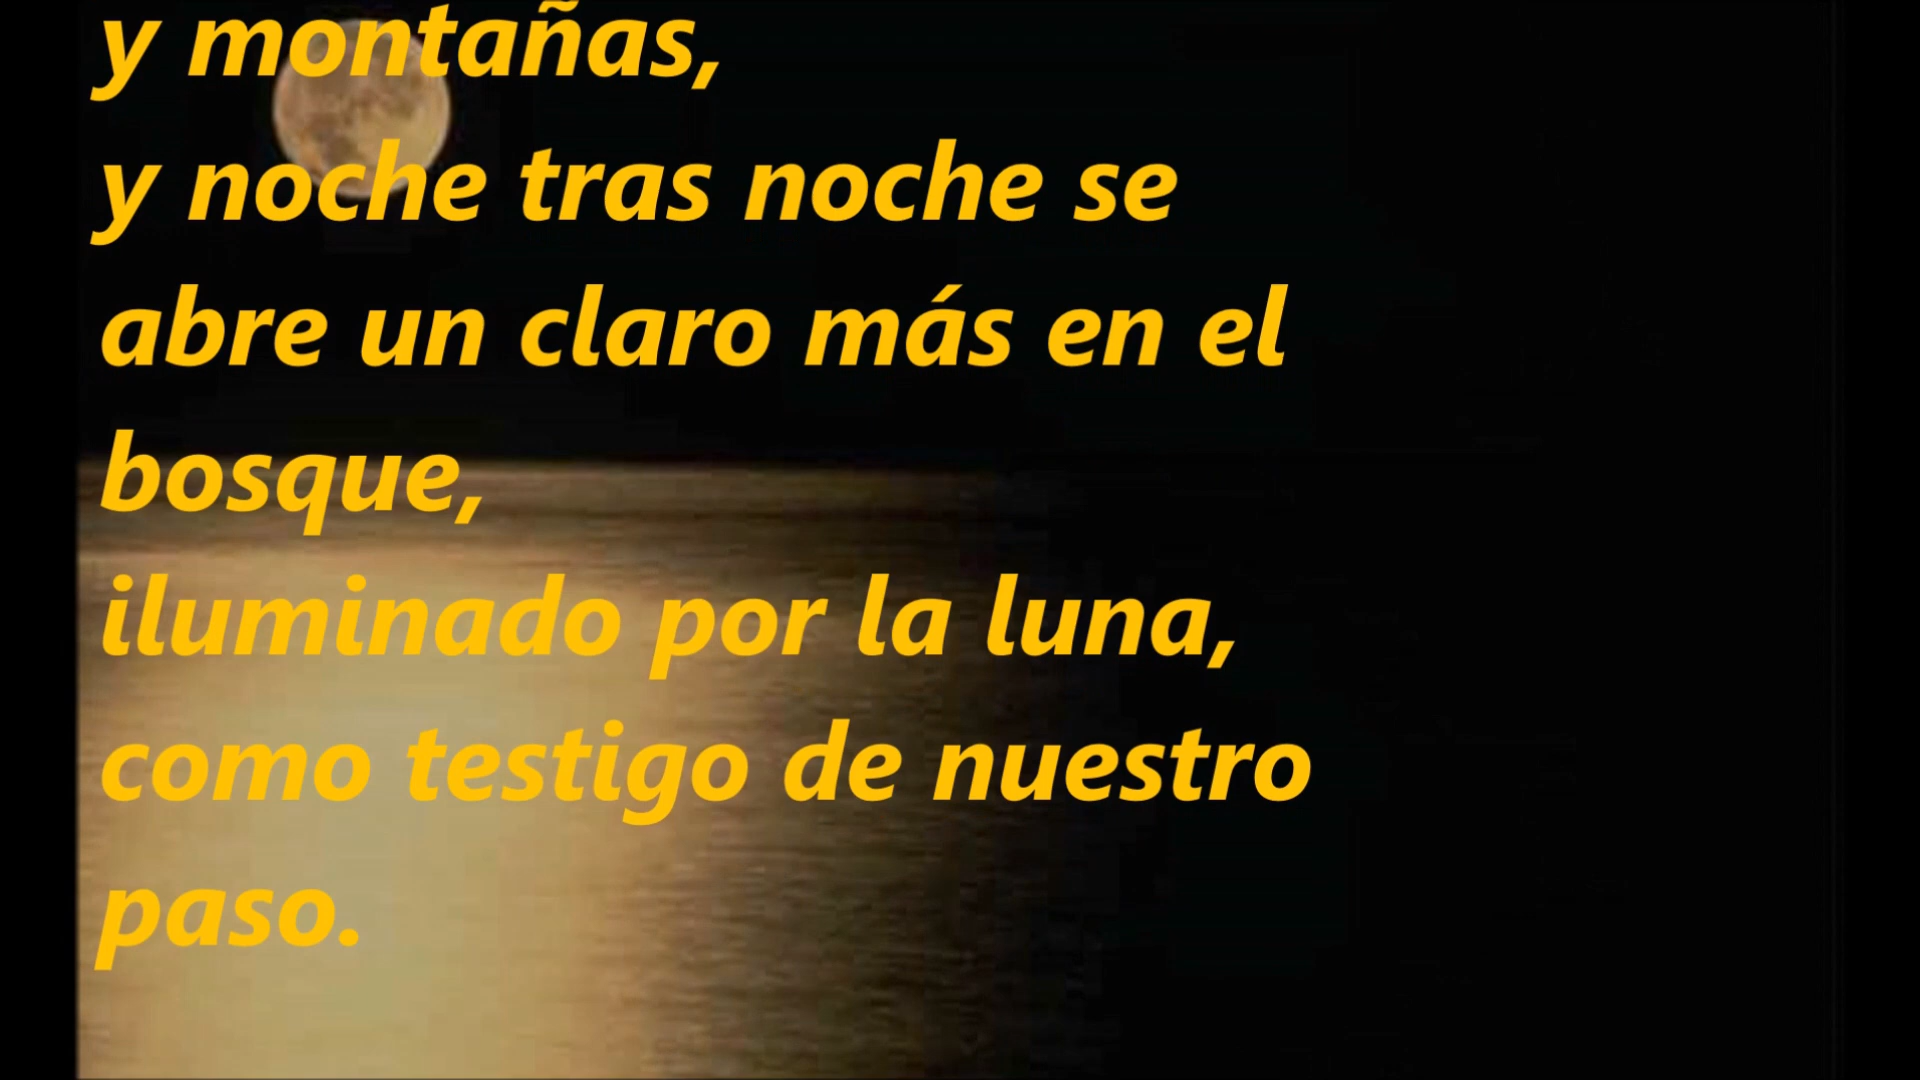 y montañas,
y noche tras noche se
abre un claro más en el
bosque,
iluminado por la luna,
como testigo de nuestro
paso.